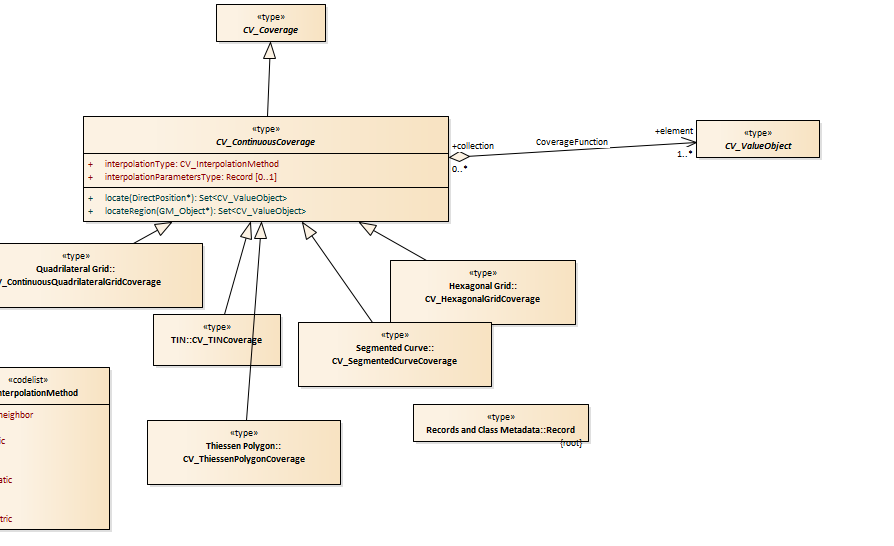 «type»
CV_Coverage
«type»
CV_ContinuousCoverage
+ interpolationType: CV_InterpolationMethod
+ interpolationParametersType: Record [0..1]
+ locate(DirectPosition*): Set<CV_ValueObject>
+ locateRegion(GM_Object*): Set<CV_ValueObject>
+collection
0..*
CoverageFunction
+element
1..*
«type»
CV_ValueObject
«type»
Quadrilateral Grid::
V_ContinuousQuadrilateralGridCoverage
«type»
Hexagonal Grid::
CV_HexagonalGridCoverage
«type»
TIN::CV_TINCoverage
«type»
Segmented Curve::
CV_SegmentedCurveCoverage
«codelist»
nterpolationMethod
neighbor
ic
atic
tric
«type»
Thiessen Polygon::
CV_ThiessenPolygonCoverage
«type»
Records and Class Metadata::Record
{root}